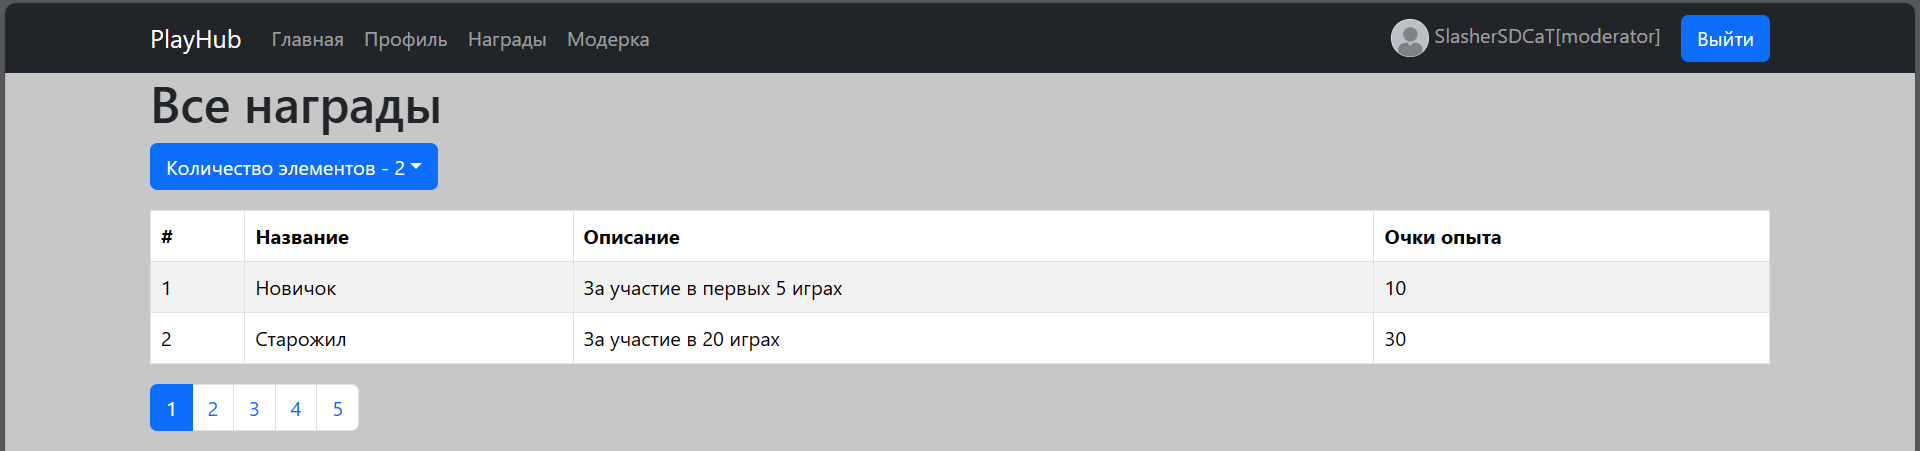 PlayHub Главная Профиль Награды Модерка SlasherSDCaT[moderator] Выйти
Все награды
Количество элементов - 2
# Название Описание Очки опыта
1 Новичок За участие в первых 5 играх 10
2 Старожил За участие в 20 играх 30
1 2 3 4 5